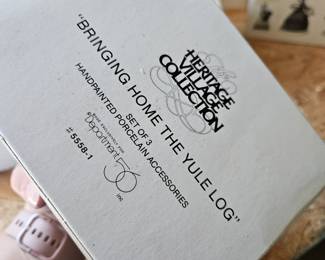 The
HERITAGE
VILLAGE
COLLECTION
"BRINGING HOME THE YULE LOG"
SET OF 3
HANDPAINTED PORCELAIN ACCESSORIES
Department 56
INC.
#5558-1